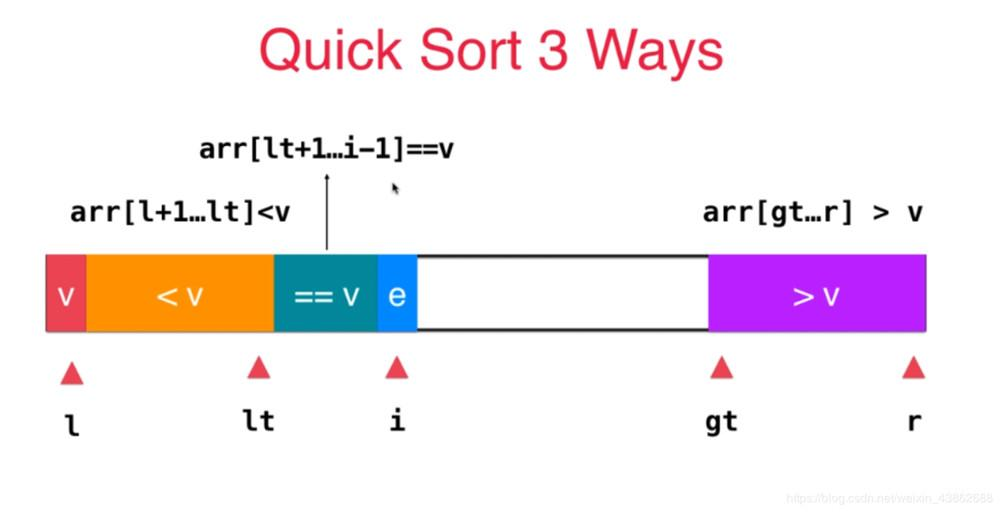 Quick Sort 3 Ways
arr[lt+1…i-1]==v
arr[l+1…lt]<v
arr[gt…r] > v
v
< v
== v
e
> v
l
lt
i
gt
r
https://blog.csdn.net/weixin_43862688